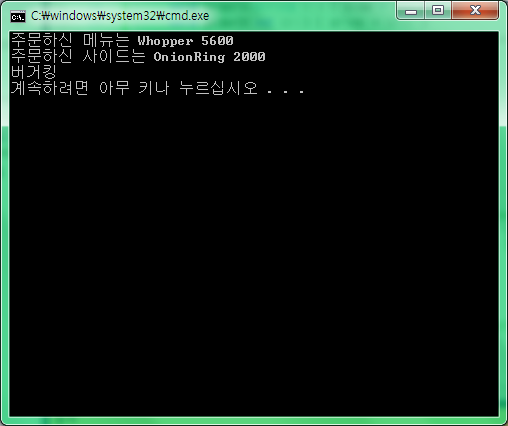 C:₩windows₩system32₩cmd.exe
주문하신 메뉴는 Whopper 5600
주문하신 사이드는 OnionRing 2000
버거킹
계속하려면 아무 키나 누르십시오 . . .